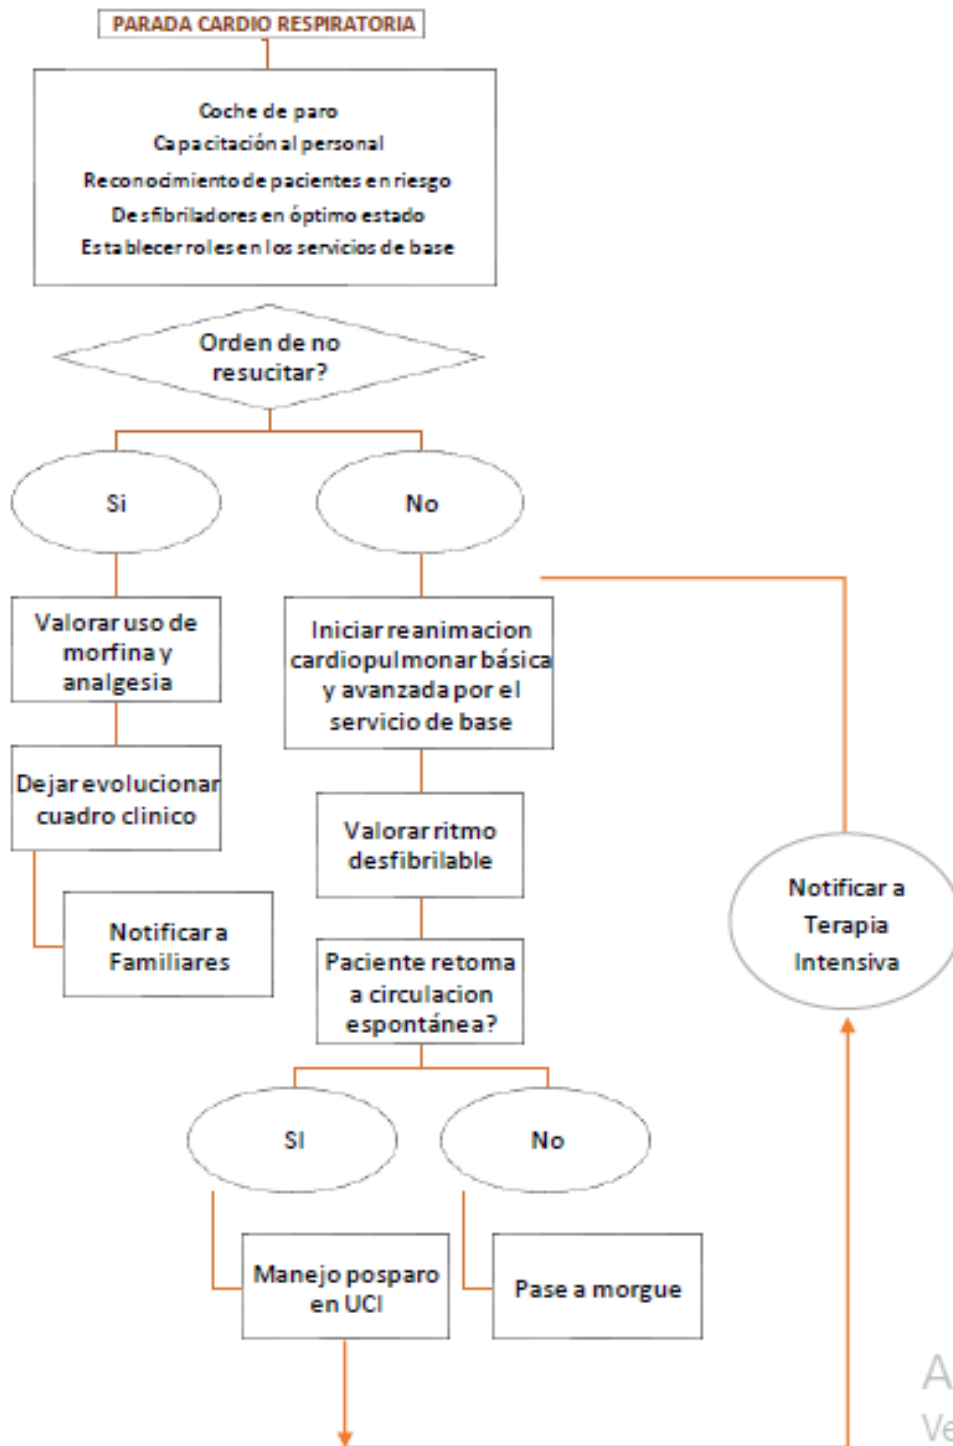 PARADA CARDIO RESPIRATORIA
Coche de paro
Capacitación al personal
Reconocimiento de pacientes en riesgo
Desfibriladores en óptimo estado
Establecer roles en los servicios de base
Orden de no
resucitar?
Si
No
Valorar uso de
morfina y
analgesia
Iniciar reanimacion
cardiopulmonar básica
y avanzada por el
servicio de base
Dejar evolucionar
cuadro clinico
Valorar ritmo
desfibrilable
Notificar a
Terapia
Intensiva
Notificar a
Familiares
Paciente retoma
a circulacion
espontánea?
SI
No
Manejo posparo
en UCI
Pase a morgue
A
Ve